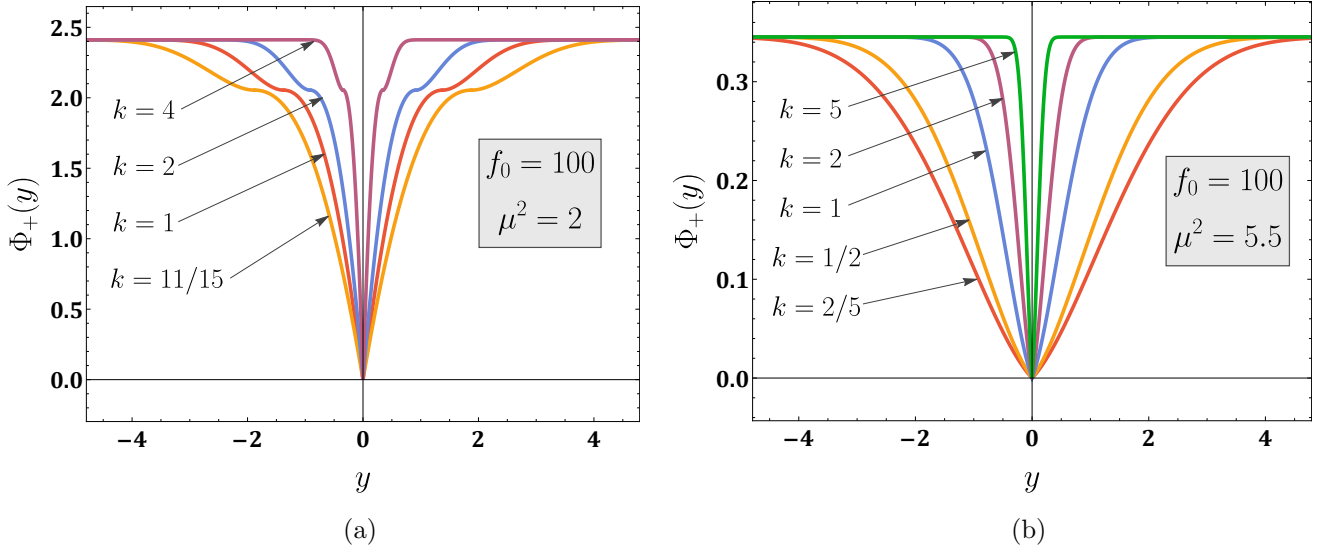 2.5
2.0
1.5
1.0
0.5
0.0
Φ₊(y)
k = 4
k = 2
k = 1
k = 11/15
f₀ = 100
μ² = 2
−4 −2 0 2 4
y
(a)
0.3
0.2
0.1
0.0
Φ₊(y)
k = 5
k = 2
k = 1
k = 1/2
k = 2/5
f₀ = 100
μ² = 5.5
−4 −2 0 2 4
y
(b)